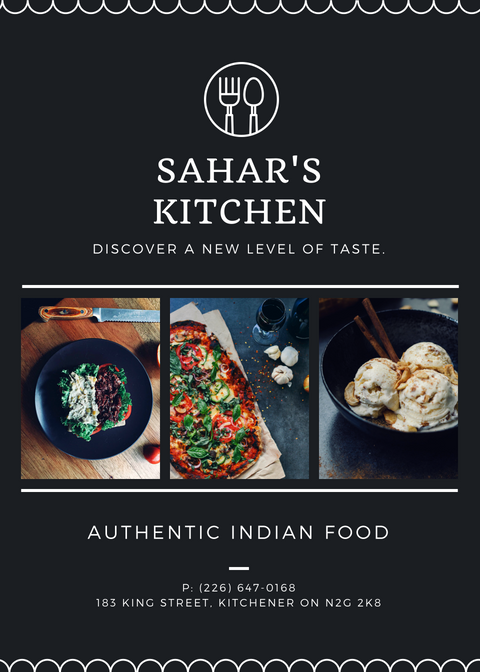 SAHAR'S
KITCHEN
DISCOVER A NEW LEVEL OF TASTE.
AUTHENTIC INDIAN FOOD
P: (226) 647-0168
183 KING STREET, KITCHENER ON N2G 2K8